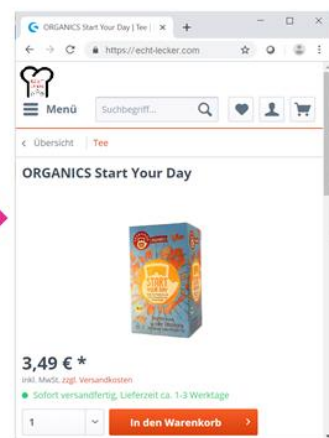 ORGANICS Start Your Day | Tee |
https://echt-lecker.com
Menü
Suchbegriff...
Übersicht
Tee
ORGANICS Start Your Day
START
YOUR DAY
3,49 € *
inkl. MwSt. zzgl. Versandkosten
Sofort versandfertig, Lieferzeit ca. 1-3 Werktage
1
In den Warenkorb